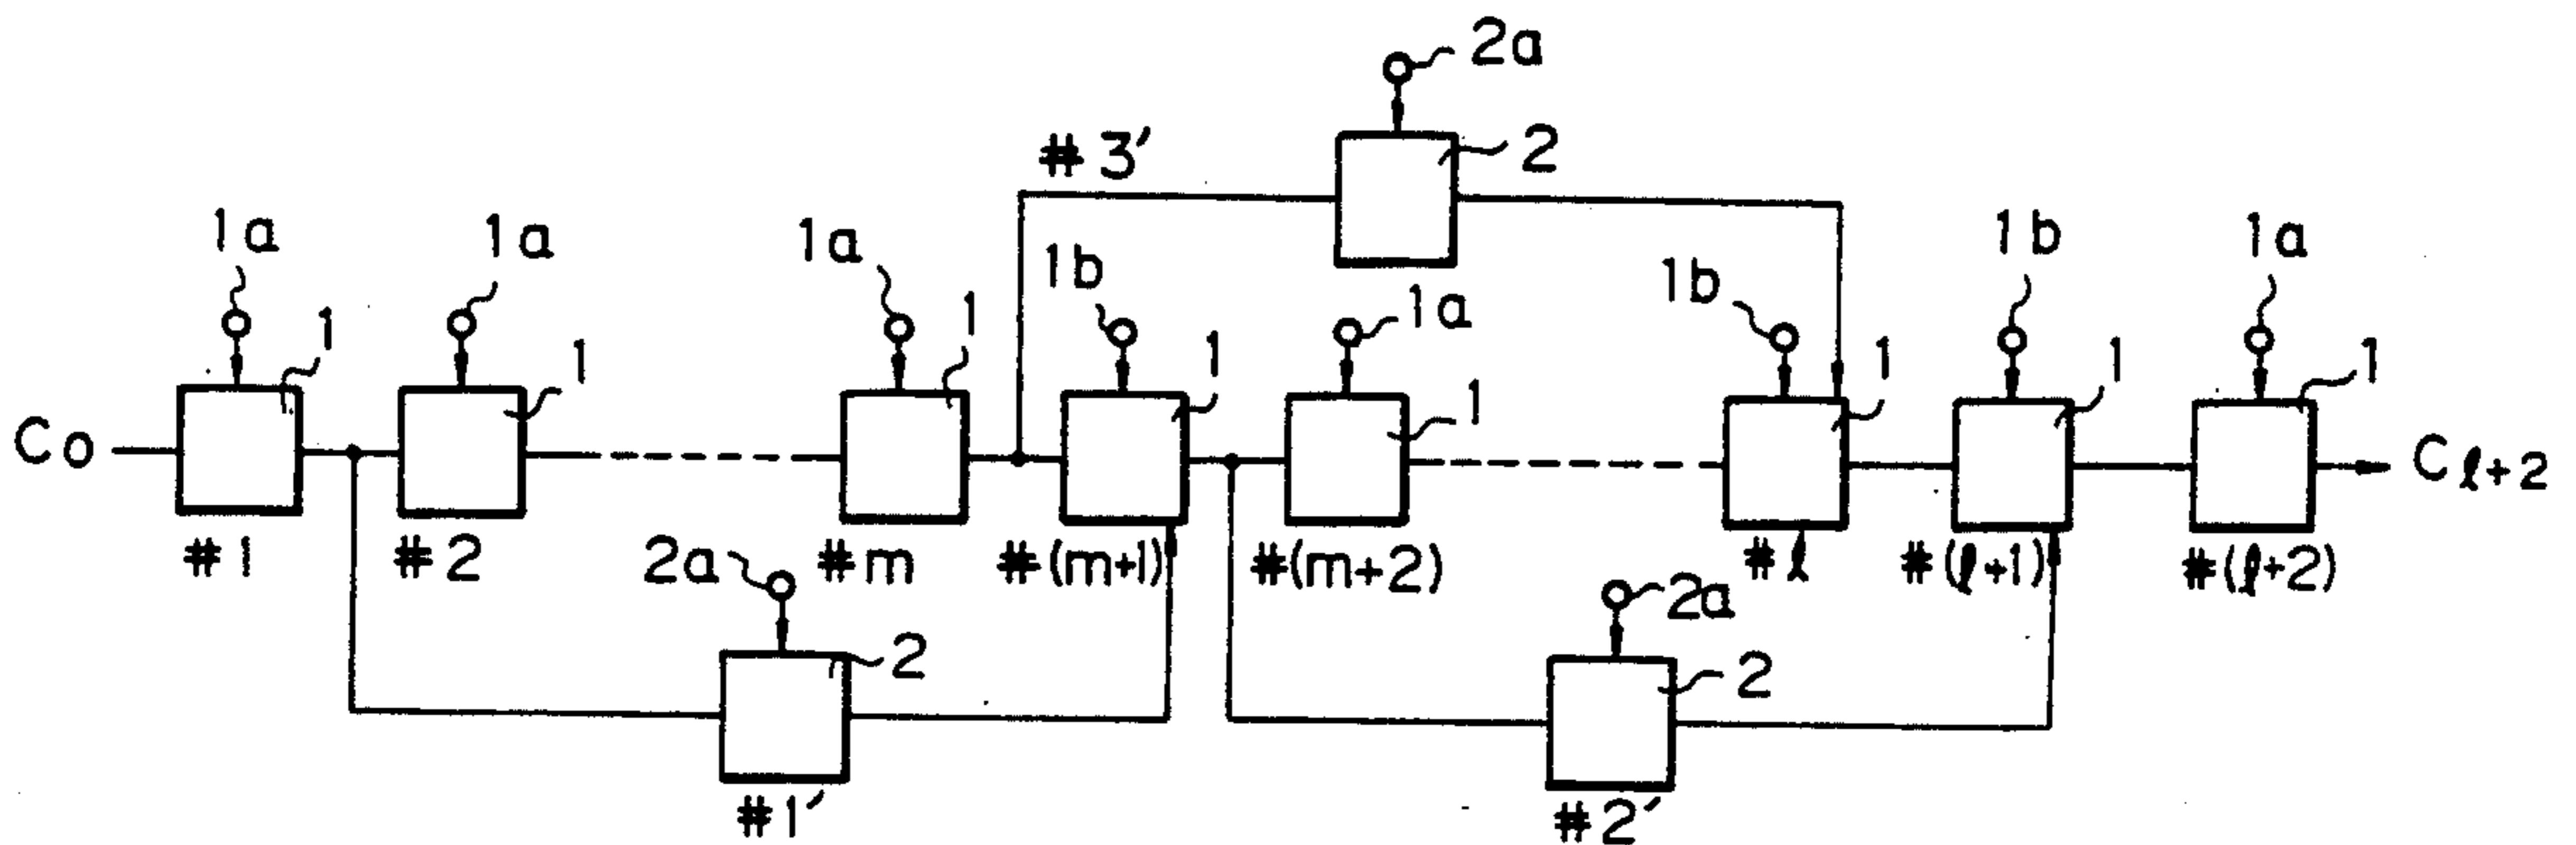 2a
#3′
2
1a
1a
1a
1b
1a
1b
1b
1a
1
1
1
1
1
1
1
1
Co
Cℓ+2
#1
#2
#m
#(m+1)
#(m+2)
#ℓ
#(ℓ+1)
#(ℓ+2)
2a
2
2a
2
#1′
#2′